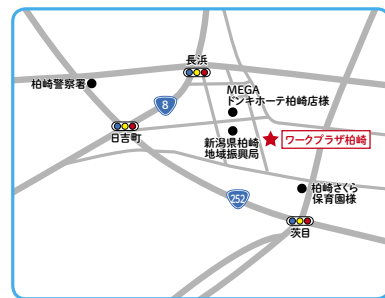 長浜
柏崎警察署
MEGA
ドンキホーテ柏崎店様
8
日吉町
新潟県柏崎
地域振興局
ワークプラザ柏崎
柏崎さくら
保育園様
252
茨目